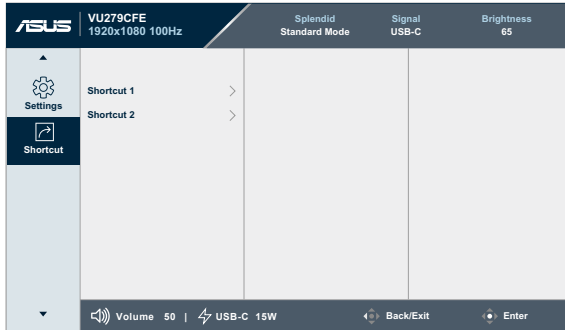 ASUS
VU279CFE
1920x1080 100Hz
Splendid
Standard Mode
Signal
USB-C
Brightness
65
Settings
Shortcut
Shortcut 1
Shortcut 2
Volume 50 | USB-C 15W
Back/Exit
Enter